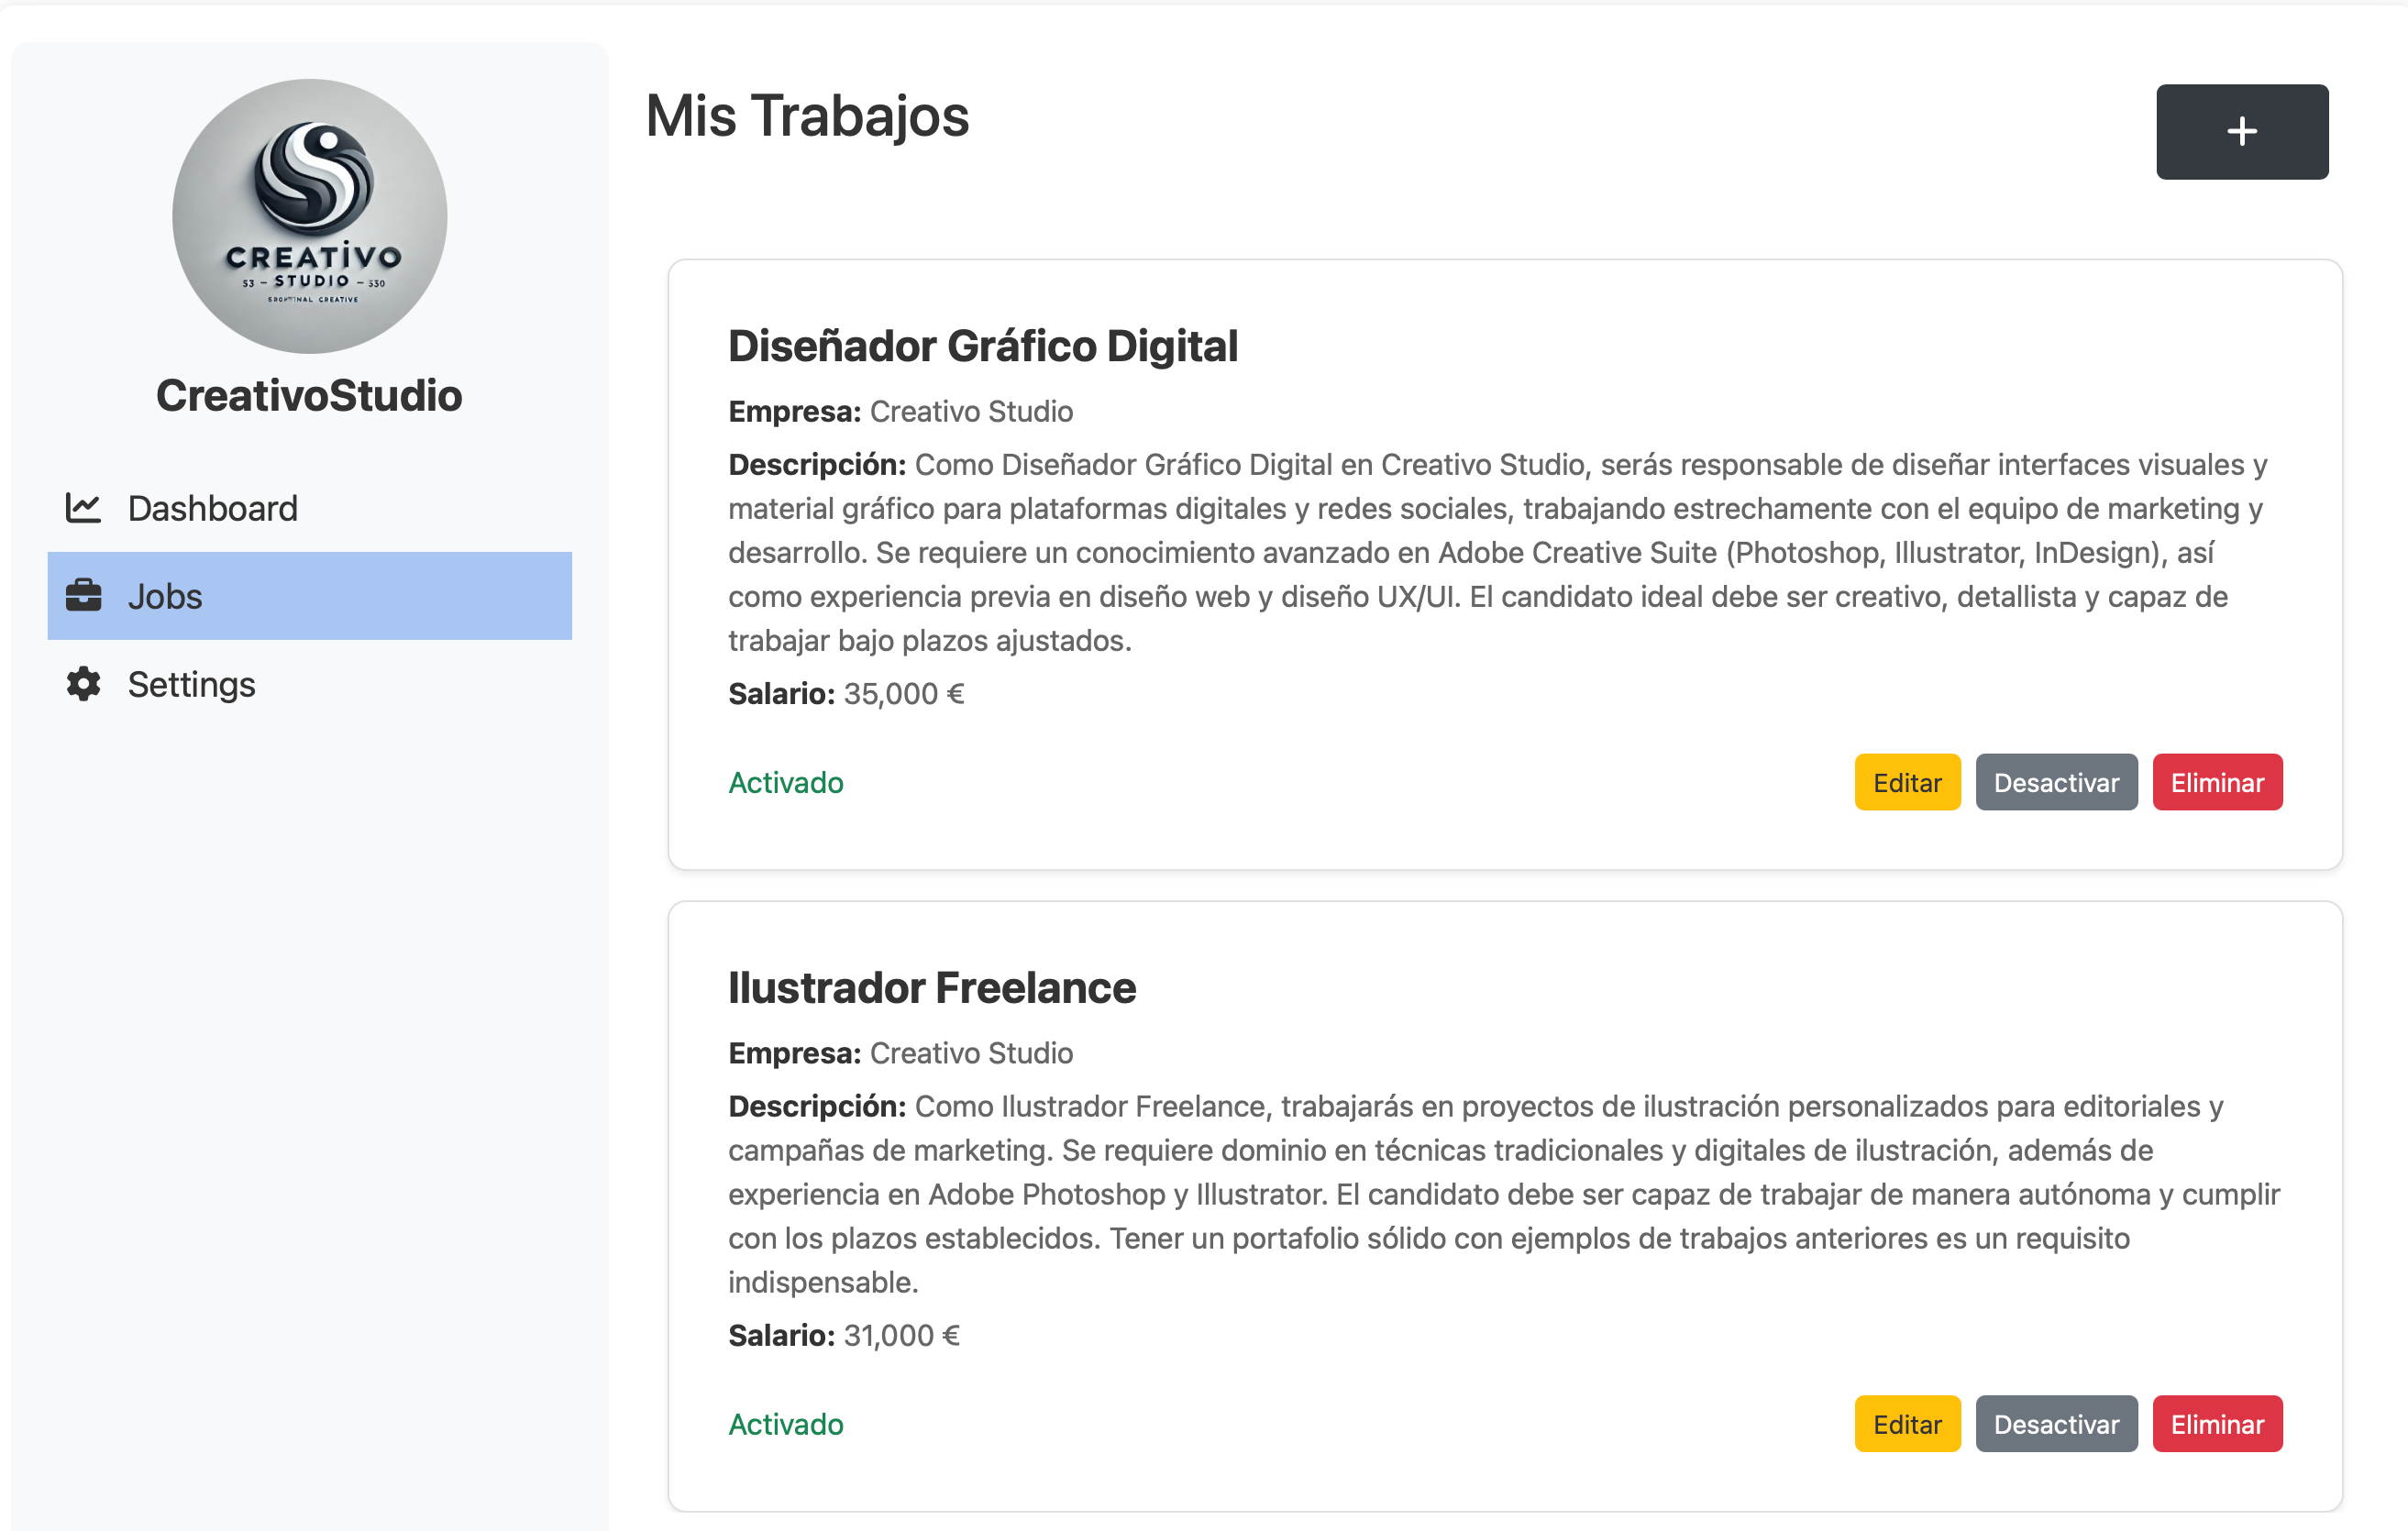 CREATIVO
53 – STUDIO – 530
CREATIVE
CreativoStudio
Dashboard
Jobs
Settings
Mis Trabajos
+
Diseñador Gráfico Digital
Empresa: Creativo Studio
Descripción: Como Diseñador Gráfico Digital en Creativo Studio, serás responsable de diseñar interfaces visuales y
material gráfico para plataformas digitales y redes sociales, trabajando estrechamente con el equipo de marketing y
desarrollo. Se requiere un conocimiento avanzado en Adobe Creative Suite (Photoshop, Illustrator, InDesign), así
como experiencia previa en diseño web y diseño UX/UI. El candidato ideal debe ser creativo, detallista y capaz de
trabajar bajo plazos ajustados.
Salario: 35,000 €
Activado
Editar Desactivar Eliminar
Ilustrador Freelance
Empresa: Creativo Studio
Descripción: Como Ilustrador Freelance, trabajarás en proyectos de ilustración personalizados para editoriales y
campañas de marketing. Se requiere dominio en técnicas tradicionales y digitales de ilustración, además de
experiencia en Adobe Photoshop y Illustrator. El candidato debe ser capaz de trabajar de manera autónoma y cumplir
con los plazos establecidos. Tener un portafolio sólido con ejemplos de trabajos anteriores es un requisito
indispensable.
Salario: 31,000 €
Activado
Editar Desactivar Eliminar